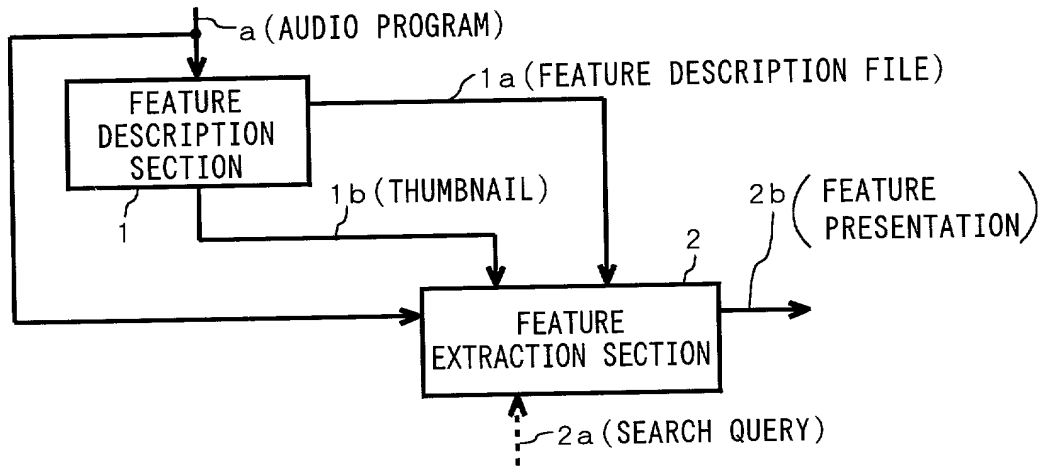 a (AUDIO PROGRAM)
1a (FEATURE DESCRIPTION FILE)
FEATURE
DESCRIPTION
SECTION
1
1b (THUMBNAIL)
2b (FEATURE
PRESENTATION)
2
FEATURE
EXTRACTION SECTION
2a (SEARCH QUERY)